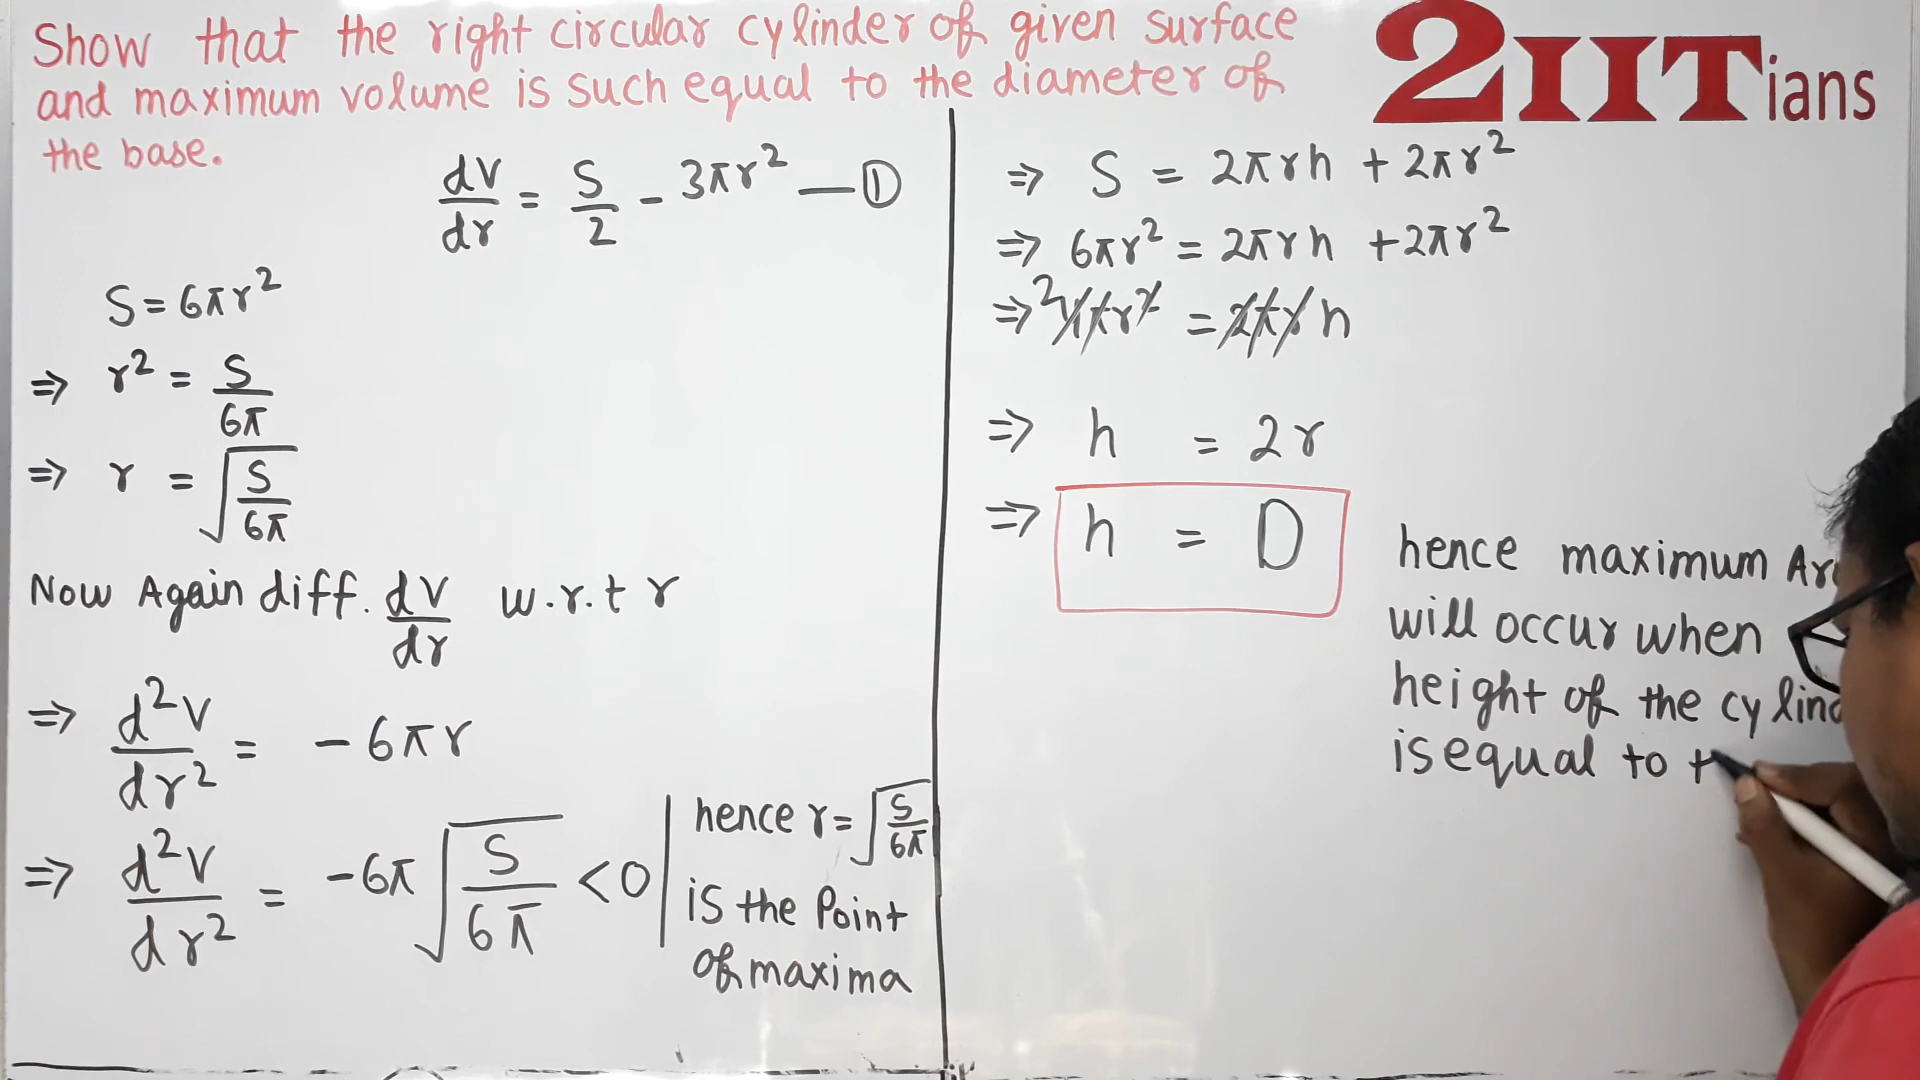 Show that the right circular cylinder of given surface
and maximum volume is such equal to the diameter of
the base.
2IITians
dV/dr = S/2 - 3πr² — ①
S = 6πr²
⇒ r² = S/6π
⇒ r = √(S/6π)
Now Again diff. dV/dr w.r.t r
⇒ d²V/dr² = - 6πr
⇒ d²V/dr² = -6π√(S/6π) < 0
hence r = √(S/6π)
is the Point
of maxima
⇒ S = 2πrh + 2πr²
⇒ 6πr² = 2πrh + 2πr²
⇒ 2 4πr² = 2πr h
⇒ h = 2r
⇒ h = D
hence maximum
will occur when
height of the
is equal to